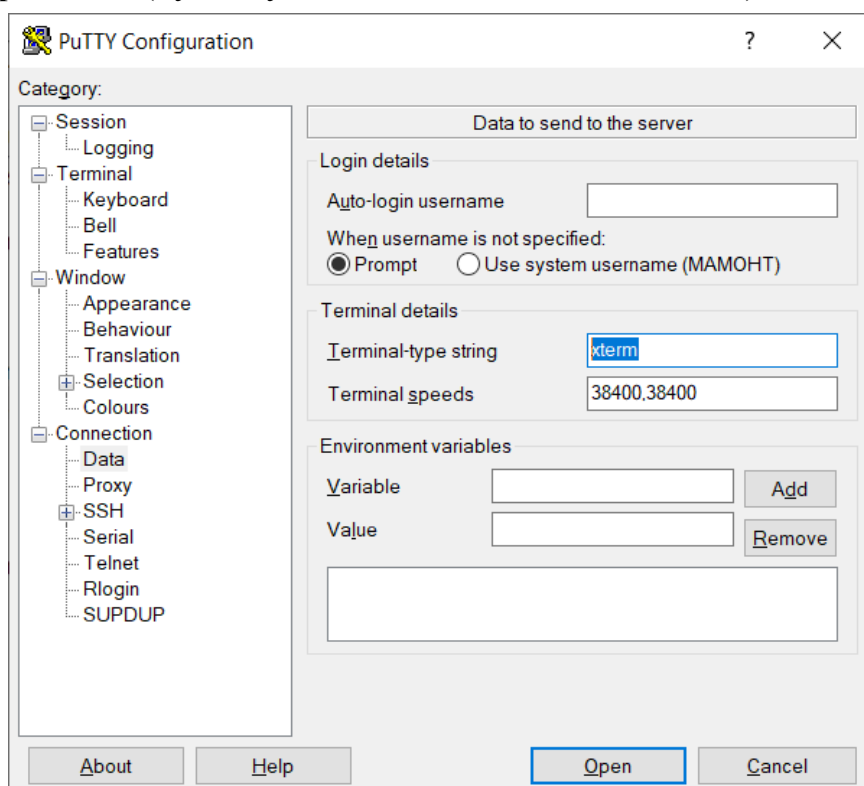 PuTTY Configuration
?
Category:
Session
Logging
Terminal
Keyboard
Bell
Features
Window
Appearance
Behaviour
Translation
Selection
Colours
Connection
Data
Proxy
SSH
Serial
Telnet
Rlogin
SUPDUP
Data to send to the server
Login details
Auto-login username
When username is not specified:
Prompt Use system username (MAMOHT)
Terminal details
Terminal-type string xterm
Terminal speeds 38400,38400
Environment variables
Variable Add
Value Remove
About Help Open Cancel